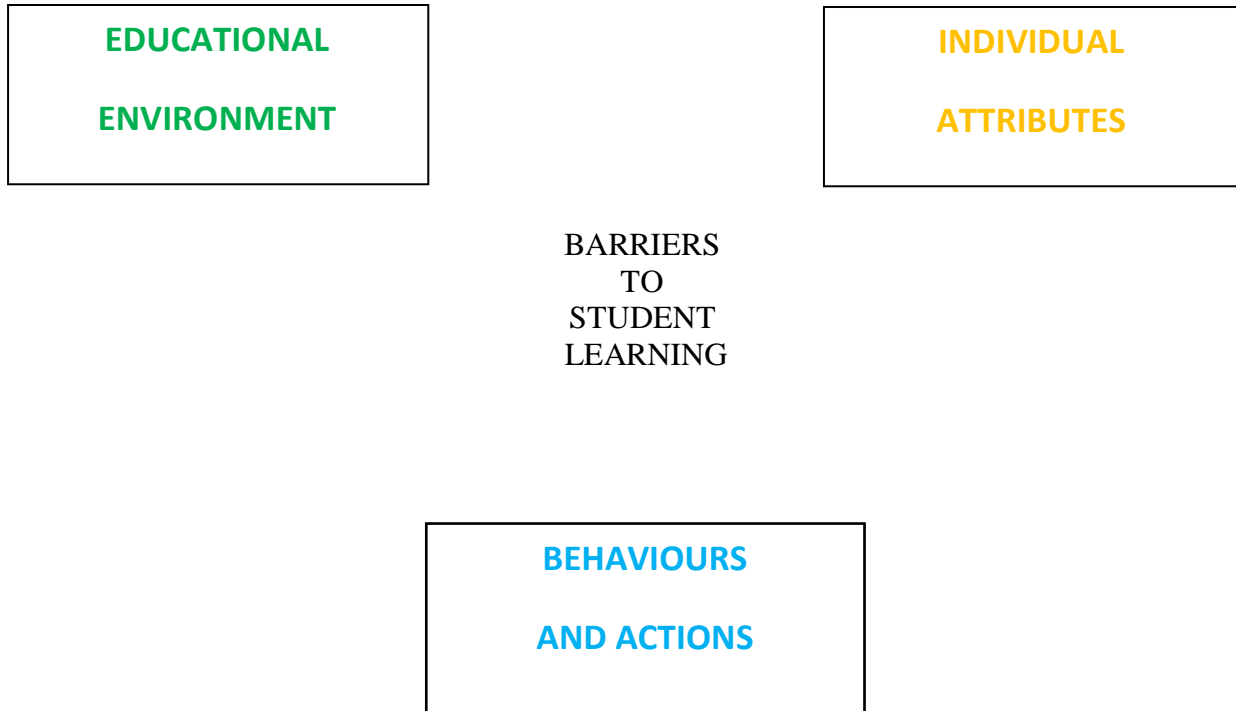 EDUCATIONAL
ENVIRONMENT
INDIVIDUAL
ATTRIBUTES
BARRIERS
TO
STUDENT
LEARNING
BEHAVIOURS
AND ACTIONS